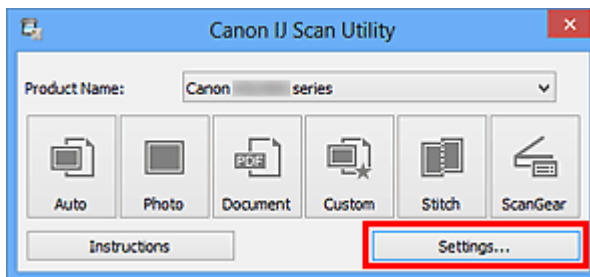 Canon IJ Scan Utility
Product Name: Canon series
PDF
Auto Photo Document Custom Stitch ScanGear
Instructions Settings...